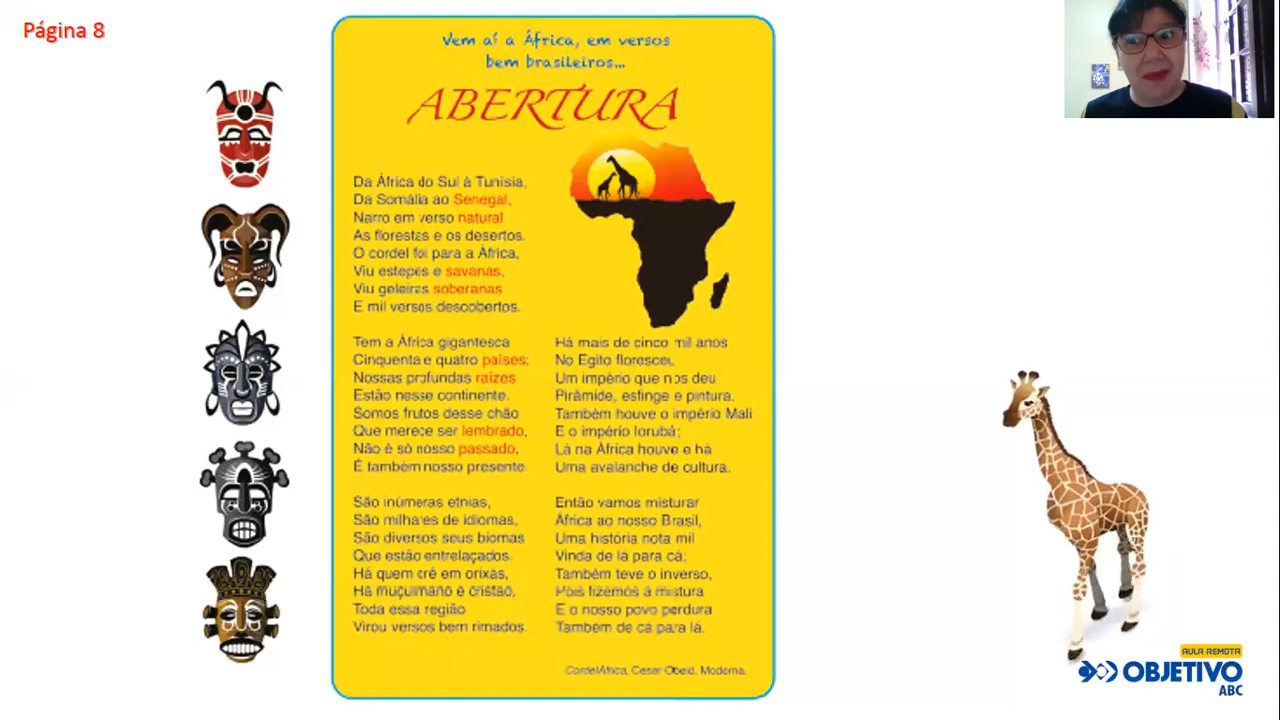 Página 8
Vem aí a África, em versos
bem brasileiros...
ABERTURA
Da África do Sul à Tunísia,
Da Somália ao Senegal,
Narro em verso natural
As florestas e os desertos.
O cordel foi para a África,
Viu estepes e savanas,
Viu geleiras soberanas
E mil versos descobertos.
Tem a África gigantesca
Cinquenta e quatro países;
Nossas profundas raízes
Estão nesse continente.
Somos frutos desse chão
Que merece ser lembrado,
Não é só nosso passado,
É também nosso presente.
São inúmeras etnias,
São milhares de idiomas,
São diversos seus biomas
Que estão entrelaçados.
Há quem crê em orixás,
Há muçulmano e cristão,
Toda essa região
Virou versos bem rimados.
Há mais de cinco mil anos
No Egito floresceu,
Um império que nos deu
Pirâmide, esfinge e pintura.
Também houve o império Mali
E o império Iorubá;
Lá na África houve e há
Uma avalanche de cultura.
Então vamos misturar
África ao nosso Brasil,
Uma história nota mil
Vinda de lá para cá;
Também teve o inverso,
Pois fizemos a mistura
E o nosso povo perdura
Também de cá para lá.
CordelÁfrica, Cesar Obeid, Moderna.
AULA REMOTA
OBJETIVO
ABC